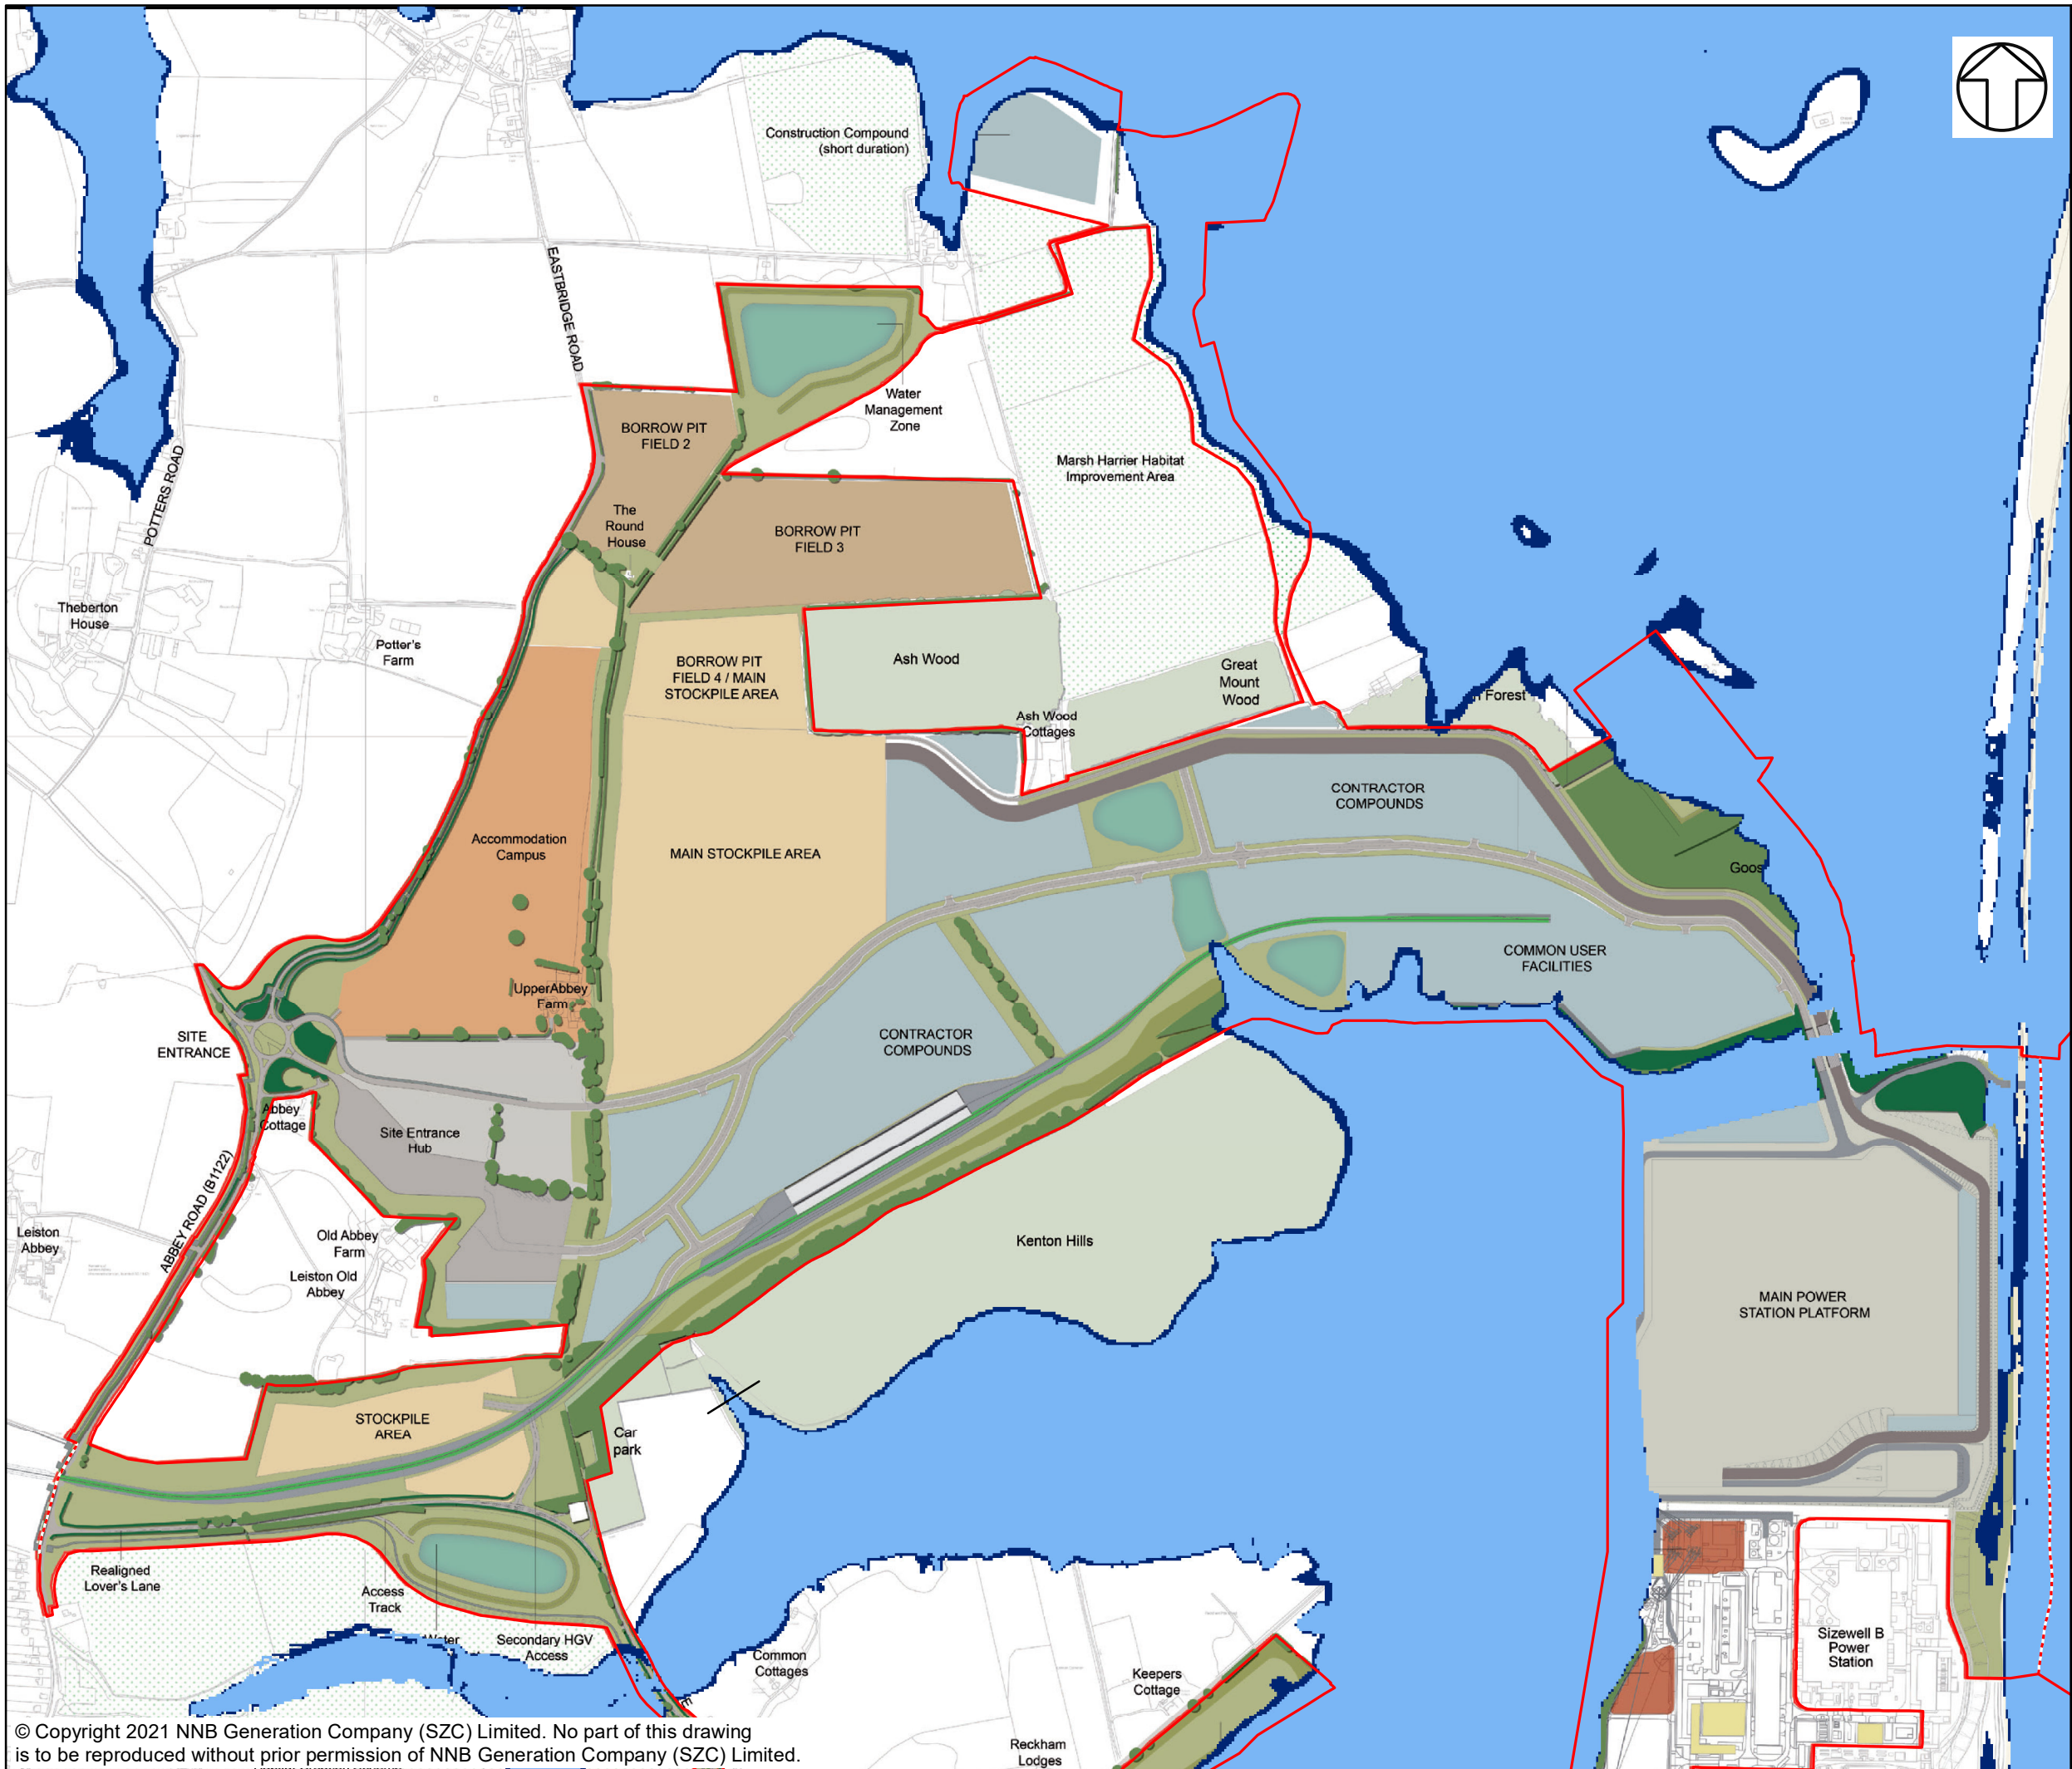 Construction Compound
(short duration)
EASTBRIDGE ROAD
Water
Management
Zone
BORROW PIT
FIELD 2
Marsh Harrier Habitat
Improvement Area
POTTERS ROAD
The
Round
House
BORROW PIT
FIELD 3
Theberton
House
Potter's
Farm
BORROW PIT
FIELD 4 / MAIN
STOCKPILE AREA
Ash Wood
Great
Mount
Wood
Forest
Ash Wood
Cottages
CONTRACTOR
COMPOUNDS
Accommodation
Campus
MAIN STOCKPILE AREA
Goos
COMMON USER
FACILITIES
UpperAbbey
Farm
SITE
ENTRANCE
CONTRACTOR
COMPOUNDS
Abbey
Cottage
Site Entrance
Hub
ABBEY ROAD (B1122)
Leiston
Abbey
Old Abbey
Farm
Leiston Old
Abbey
Kenton Hills
MAIN POWER
STATION PLATFORM
STOCKPILE
AREA
Car
park
Realigned
Lover's Lane
Access
Track
Water
Secondary HGV
Access
Common
Cottages
Keepers
Cottage
Sizewell B
Power
Station
Reckham
Lodges
© Copyright 2021 NNB Generation Company (SZC) Limited. No part of this drawing
is to be reproduced without prior permission of NNB Generation Company (SZC) Limited.